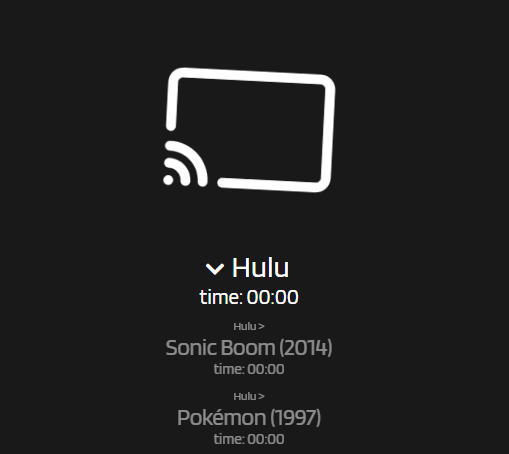 Hulu
time: 00:00
Hulu >
Sonic Boom (2014)
time: 00:00
Hulu >
Pokémon (1997)
time: 00:00